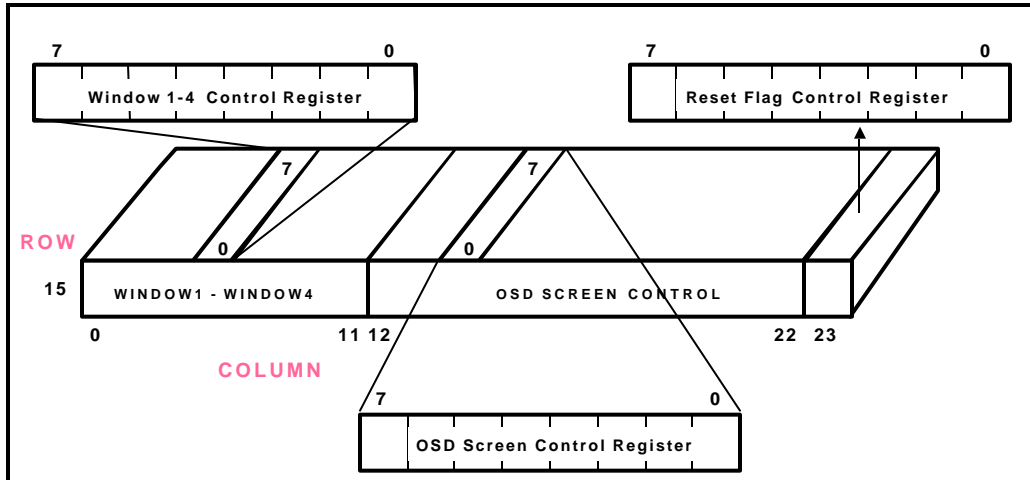 7 0
7 0
Window 1-4 Control Register
Reset Flag Control Register
7
7
ROW
0
0
15
WINDOW1 - WINDOW4
OSD SCREEN CONTROL
0
11 12
22 23
COLUMN
7 0
OSD Screen Control Register